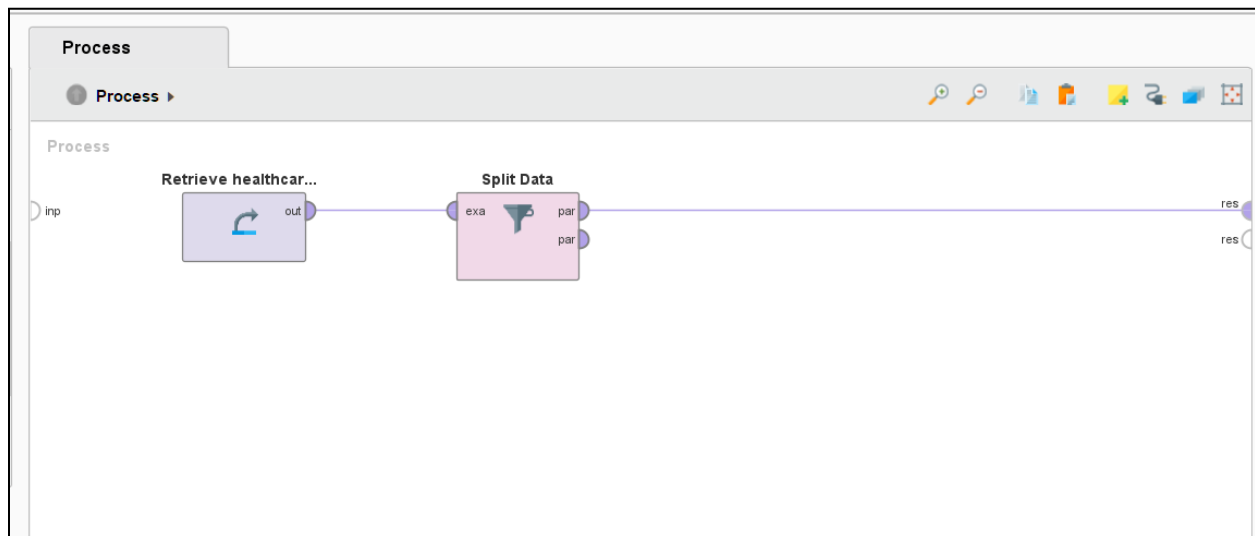 Process
Process
Process
Retrieve healthcar...
Split Data
inp
out
exa
par
res
par
res